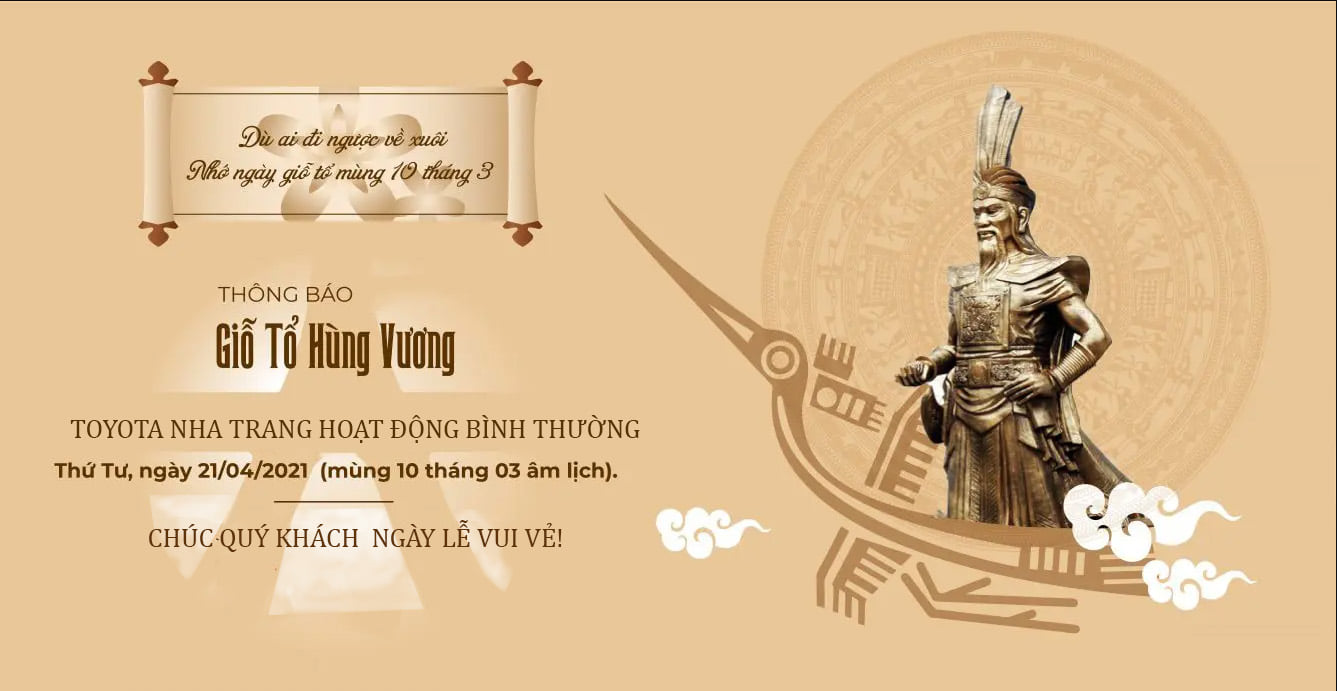 Dù ai đi ngược về xuôi
Nhớ ngày giỗ tổ mùng 10 tháng 3
THÔNG BÁO
Giỗ Tổ Hùng Vương
TOYOTA NHA TRANG HOẠT ĐỘNG BÌNH THƯỜNG
Thứ Tư, ngày 21/04/2021 (mùng 10 tháng 03 âm lịch).
CHÚC QUÝ KHÁCH NGÀY LỄ VUI VẺ!